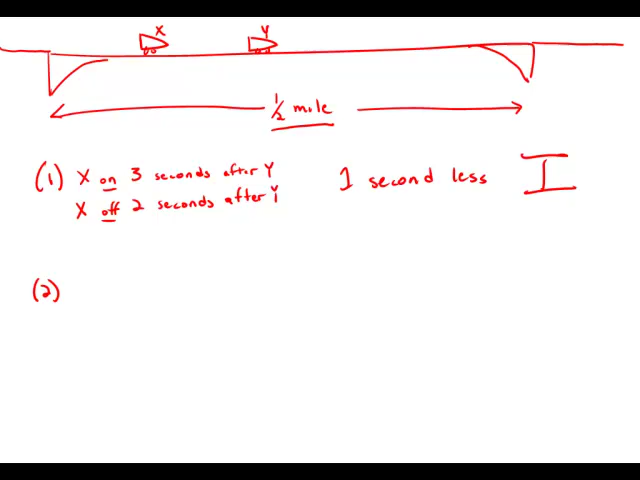 X Y
1/2 mile
(1) X on 3 seconds after Y 1 second less I
X off 2 seconds after Y
(2)